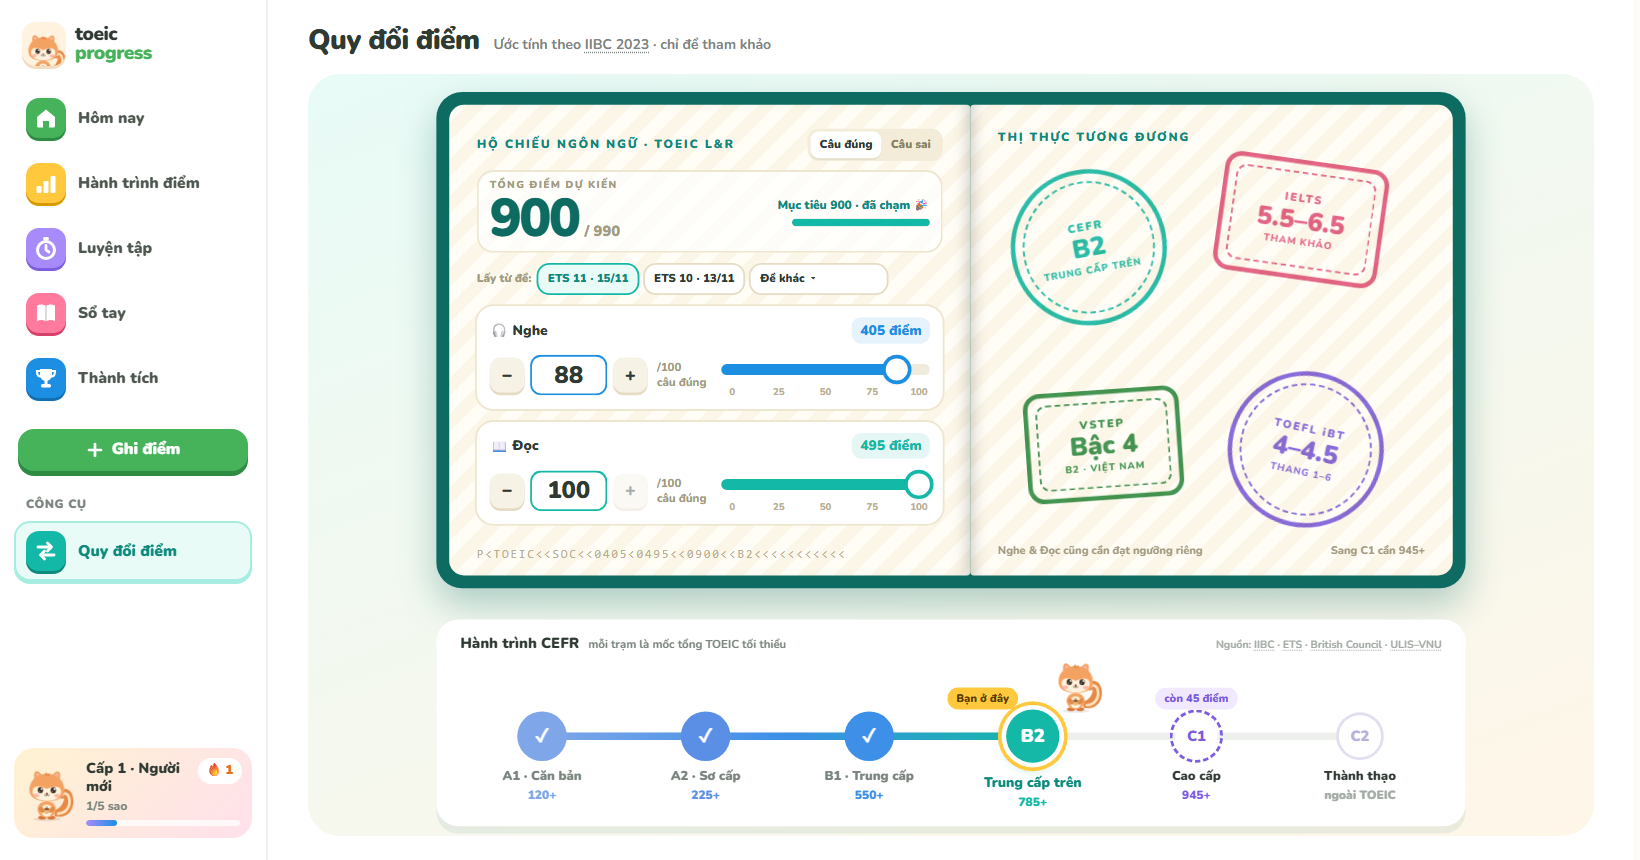 toeic
progress
Hôm nay
Hành trình điểm
Luyện tập
Sổ tay
Thành tích
+ Ghi điểm
CÔNG CỤ
Quy đổi điểm
Cấp 1 · Người mới
1
1/5 sao
Quy đổi điểm
Ước tính theo IIBC 2023 · chỉ để tham khảo
HỘ CHIẾU NGÔN NGỮ · TOEIC L&R
Câu đúng
Câu sai
TỔNG ĐIỂM DỰ KIẾN
900 / 990
Mục tiêu 900 · đã chạm 🎉
Lấy từ đề:
ETS 11 · 15/11
ETS 10 · 13/11
Đề khác
🎧 Nghe
405 điểm
−
88
+
/100
câu đúng
0 25 50 75 100
📖 Đọc
495 điểm
−
100
+
/100
câu đúng
0 25 50 75 100
P<TOEIC<<SOC<<0405<0495<<0900<<B2<<<<<<<<<<<
THỊ THỰC TƯƠNG ĐƯƠNG
CEFR
B2
TRUNG CẤP TRÊN
IELTS
5.5–6.5
THAM KHẢO
VSTEP
Bậc 4
B2 · VIỆT NAM
TOEFL iBT
4–4.5
THANG 1–6
Nghe & Đọc cũng cần đạt ngưỡng riêng
Sang C1 cần 945+
Hành trình CEFR
mỗi trạm là mốc tổng TOEIC tối thiểu
Nguồn: IIBC · ETS · British Council · ULIS–VNU
Bạn ở đây
còn 45 điểm
✓
✓
✓
B2
C1
C2
A1 · Căn bản
120+
A2 · Sơ cấp
225+
B1 · Trung cấp
550+
Trung cấp trên
785+
Cao cấp
945+
Thành thạo
ngoài TOEIC